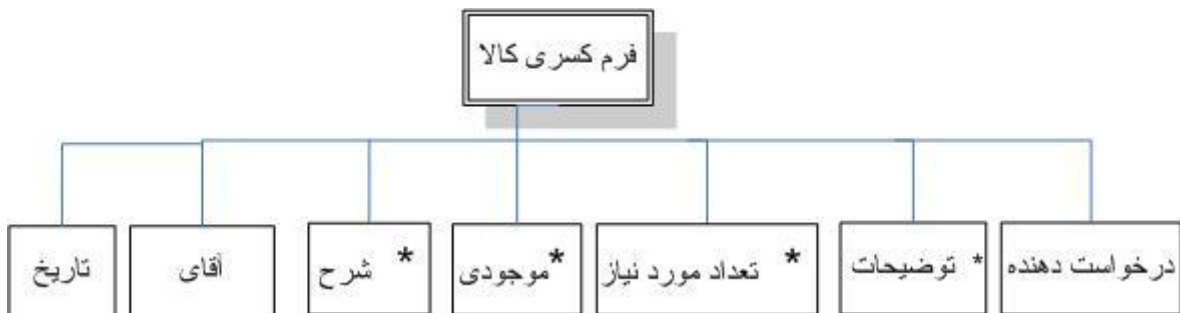 فرم کسری کالا
درخواست دهنده
* توضیحات
* تعداد مورد نیاز
*موجودی
* شرح
آقای
تاریخ